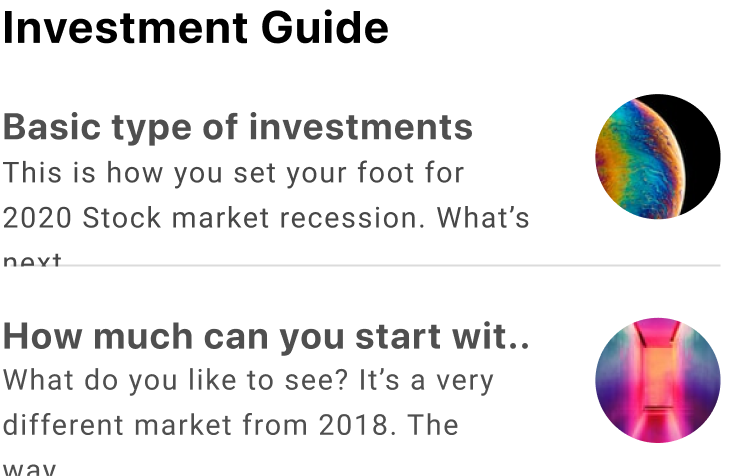 Investment Guide
Basic type of investments
This is how you set your foot for
2020 Stock market recession. What’s
next
How much can you start wit..
What do you like to see? It’s a very
different market from 2018. The
way